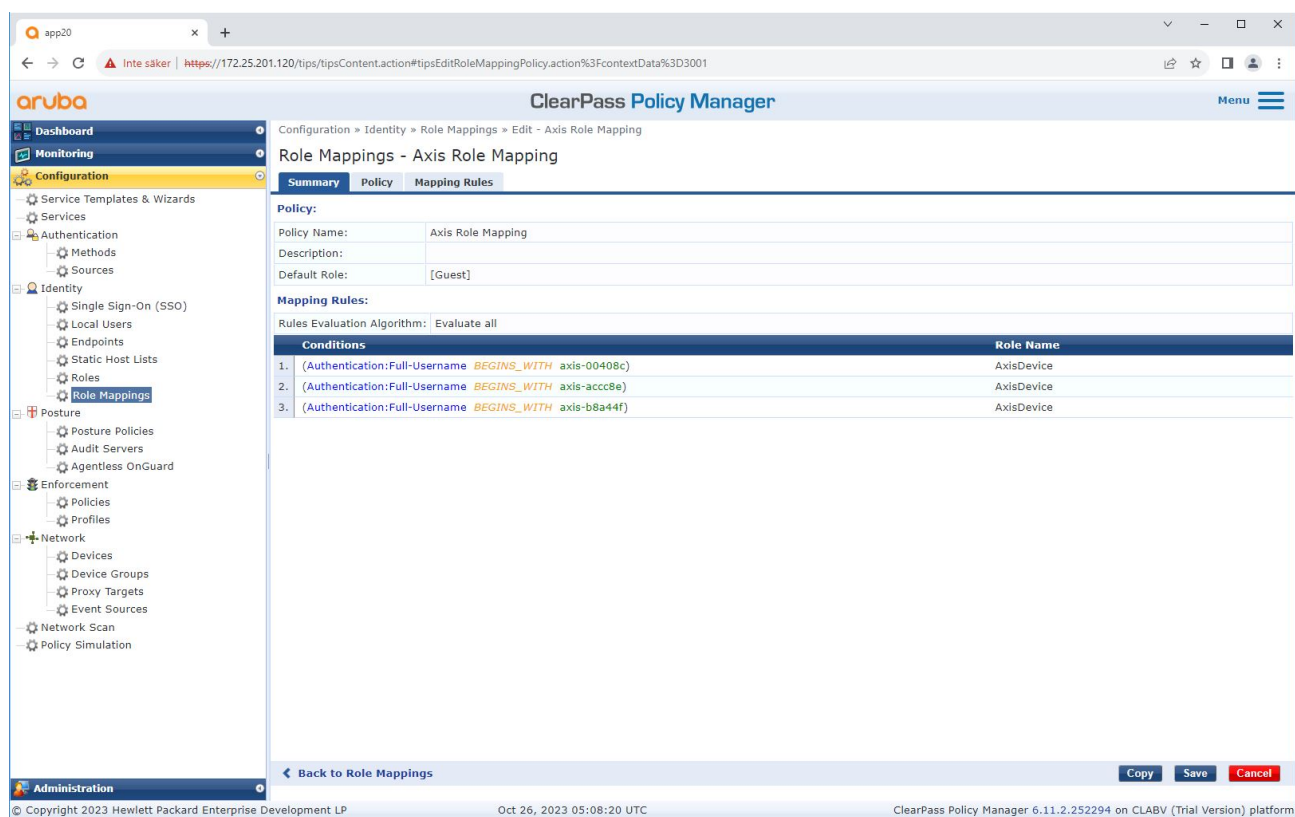 app20
Inte säker | https://172.25.201.120/tips/tipsContent.action#tipsEditRoleMappingPolicy.action%3FcontextData%3D3001
aruba
ClearPass Policy Manager
Menu
Dashboard
Monitoring
Configuration
Service Templates & Wizards
Services
Authentication
Methods
Sources
Identity
Single Sign-On (SSO)
Local Users
Endpoints
Static Host Lists
Roles
Role Mappings
Posture
Posture Policies
Audit Servers
Agentless OnGuard
Enforcement
Policies
Profiles
Network
Devices
Device Groups
Proxy Targets
Event Sources
Network Scan
Policy Simulation
Administration
Configuration » Identity » Role Mappings » Edit - Axis Role Mapping
Role Mappings - Axis Role Mapping
Summary Policy Mapping Rules
Policy:
Policy Name: Axis Role Mapping
Description:
Default Role: [Guest]
Mapping Rules:
Rules Evaluation Algorithm: Evaluate all
Conditions Role Name
1. (Authentication:Full-Username BEGINS_WITH axis-00408c) AxisDevice
2. (Authentication:Full-Username BEGINS_WITH axis-accc8e) AxisDevice
3. (Authentication:Full-Username BEGINS_WITH axis-b8a44f) AxisDevice
Back to Role Mappings Copy Save Cancel
© Copyright 2023 Hewlett Packard Enterprise Development LP Oct 26, 2023 05:08:20 UTC ClearPass Policy Manager 6.11.2.252294 on CLABV (Trial Version) platform